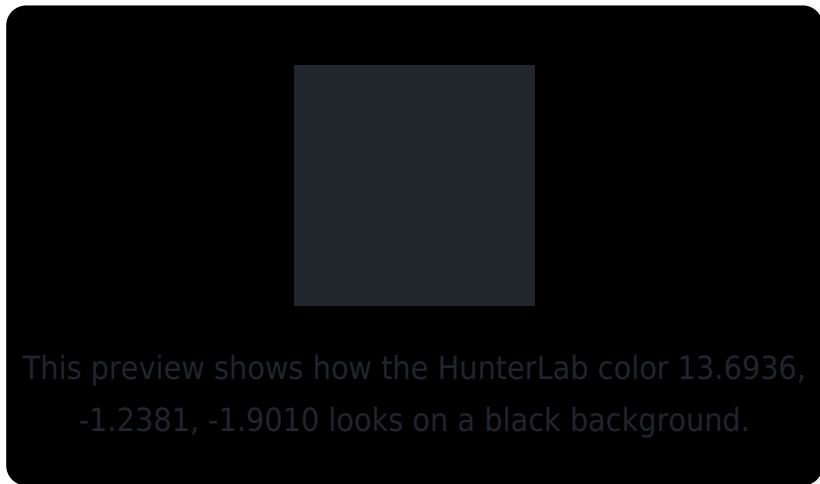 This preview shows how the HunterLab color 13.6936,
-1.2381, -1.9010 looks on a black background.